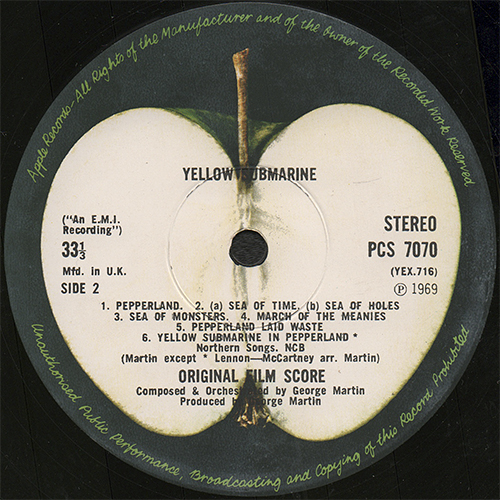 Apple Records. All Rights of the Manufacturer and of the Owner of the Recorded Work Reserved
YELLOW SUBMARINE
("An E.M.I.
Recording")
33⅓
Mfd. in U.K.
SIDE 2
STEREO
PCS 7070
(YEX.716)
Ⓟ 1969
1. PEPPERLAND. 2. (a) SEA OF TIME, (b) SEA OF HOLES
3. SEA OF MONSTERS. 4. MARCH OF THE MEANIES
5. PEPPERLAND LAID WASTE
6. YELLOW SUBMARINE IN PEPPERLAND *
Northern Songs. NCB
(Martin except * Lennon—McCartney arr. Martin)
ORIGINAL FILM SCORE
Composed & Orchestrated by George Martin
Produced by George Martin
Unauthorised Public Performance, Broadcasting and Copying of this Record Prohibited